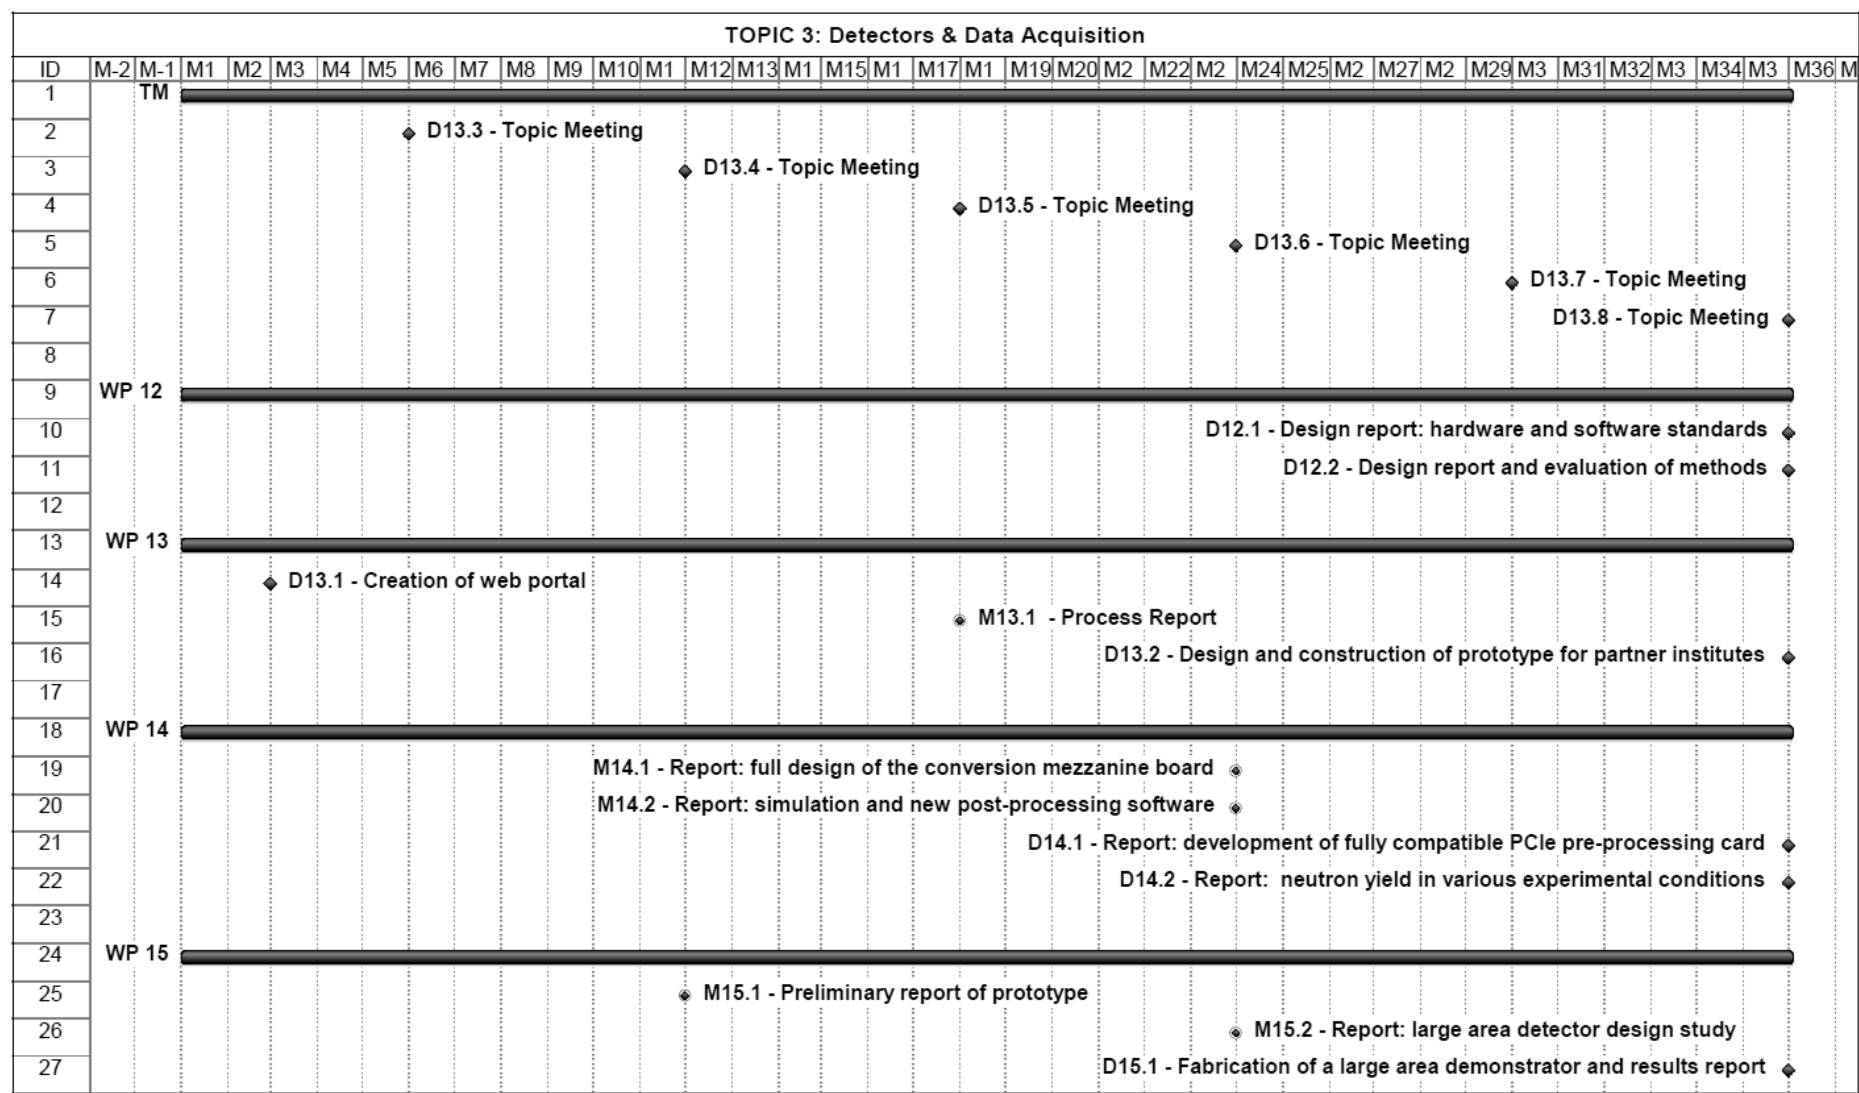 TOPIC 3: Detectors & Data Acquisition
ID M-2 M-1 M1 M2 M3 M4 M5 M6 M7 M8 M9 M10 M1 M12 M13 M1 M15 M1 M17 M1 M19 M20 M2 M22 M2 M24 M25 M2 M27 M2 M29 M3 M31 M32 M3 M34 M3 M36 M
1 TM
2 D13.3 - Topic Meeting
3 D13.4 - Topic Meeting
4 D13.5 - Topic Meeting
5 D13.6 - Topic Meeting
6 D13.7 - Topic Meeting
7 D13.8 - Topic Meeting
8
9 WP 12
10 D12.1 - Design report: hardware and software standards
11 D12.2 - Design report and evaluation of methods
12
13 WP 13
14 D13.1 - Creation of web portal
15 M13.1 - Process Report
16 D13.2 - Design and construction of prototype for partner institutes
17
18 WP 14
19 M14.1 - Report: full design of the conversion mezzanine board
20 M14.2 - Report: simulation and new post-processing software
21 D14.1 - Report: development of fully compatible PCIe pre-processing card
22 D14.2 - Report: neutron yield in various experimental conditions
23
24 WP 15
25 M15.1 - Preliminary report of prototype
26 M15.2 - Report: large area detector design study
27 D15.1 - Fabrication of a large area demonstrator and results report